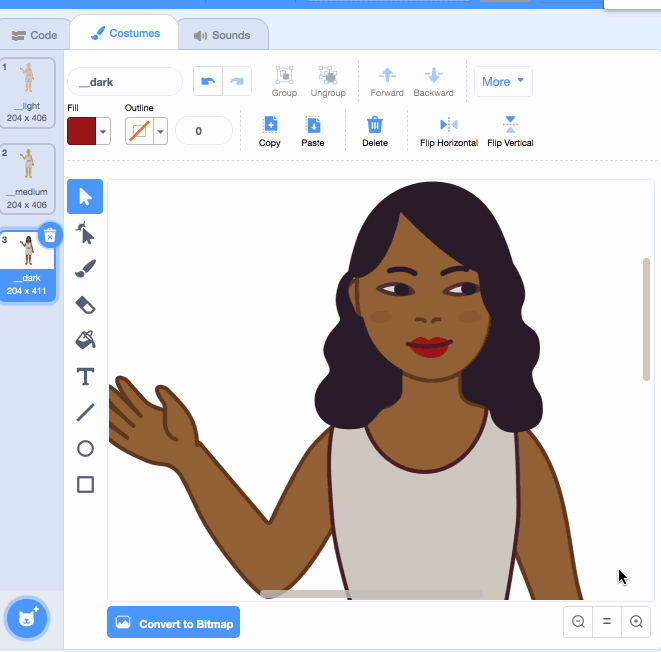 Code
Costumes
Sounds
1
__light
204 x 406
2
__medium
204 x 406
3
__dark
204 x 411
__dark
Group
Ungroup
Forward
Backward
More
Fill
Outline
0
Copy
Paste
Delete
Flip Horizontal
Flip Vertical
T
Convert to Bitmap